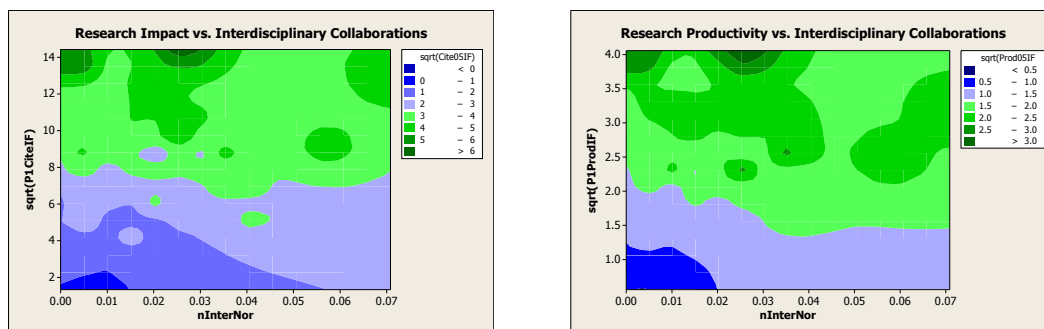 Research Impact vs. Interdisciplinary Collaborations
sqrt(Cite05IF)
< 0
0 – 1
1 – 2
2 – 3
3 – 4
4 – 5
5 – 6
> 6
14
12
10
8
6
4
2
sqrt(P1CiteIF)
0.00 0.01 0.02 0.03 0.04 0.05 0.06 0.07
nInterNor
Research Productivity vs. Interdisciplinary Collaborations
sqrt(Prod05IF
< 0.5
0.5 – 1.0
1.0 – 1.5
1.5 – 2.0
2.0 – 2.5
2.5 – 3.0
> 3.0
4.0
3.5
3.0
2.5
2.0
1.5
1.0
sqrt(P1ProdIF)
0.00 0.01 0.02 0.03 0.04 0.05 0.06 0.07
nInterNor